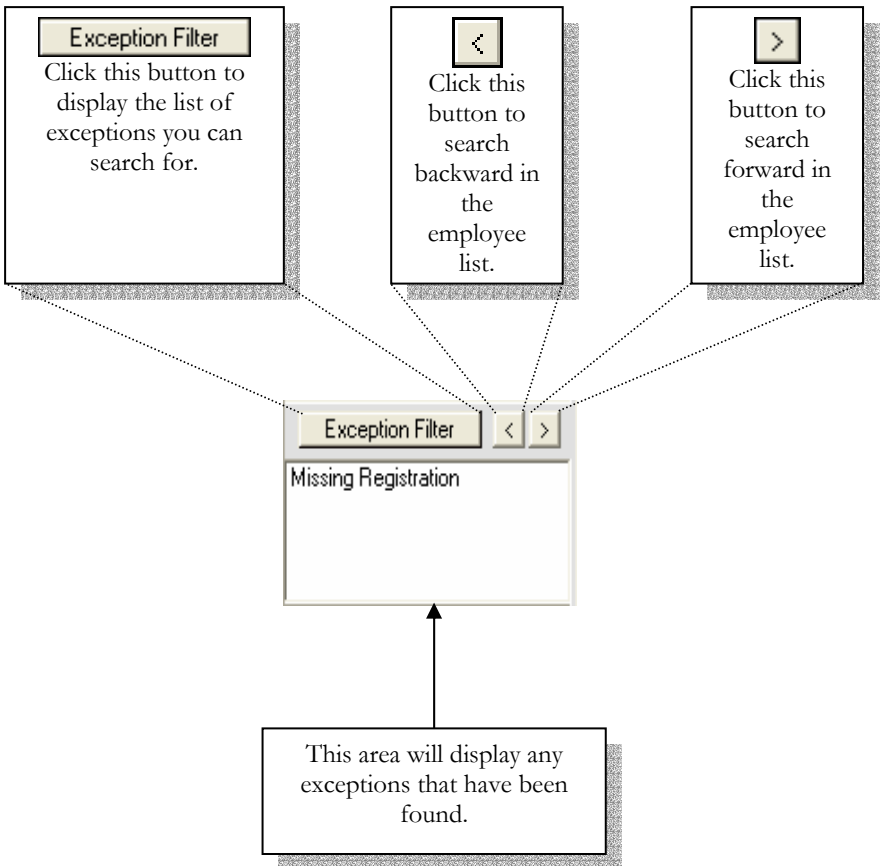 Exception Filter
Click this button to
display the list of
exceptions you can
search for.
<
Click this
button to
search
backward in
the
employee
list.
>
Click this
button to
search
forward in
the
employee
list.
Exception Filter < >
Missing Registration
This area will display any
exceptions that have been
found.